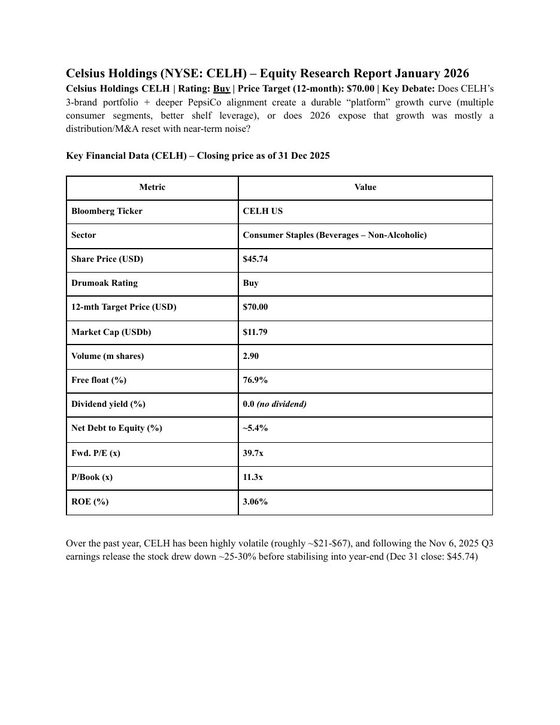 Celsius Holdings (NYSE: CELH) – Equity Research Report January 2026
Celsius Holdings CELH | Rating: Buy | Price Target (12-month): $70.00 | Key Debate: Does CELH's
3-brand portfolio + deeper PepsiCo alignment create a durable “platform” growth curve (multiple
consumer segments, better shelf leverage), or does 2026 expose that growth was mostly a
distribution/M&A reset with near-term noise?
Key Financial Data (CELH) – Closing price as of 31 Dec 2025
Metric Value
Bloomberg Ticker CELH US
Sector Consumer Staples (Beverages – Non-Alcoholic)
Share Price (USD) $45.74
Drumoak Rating Buy
12-mth Target Price (USD) $70.00
Market Cap (USDb) $11.79
Volume (m shares) 2.90
Free float (%) 76.9%
Dividend yield (%) 0.0 (no dividend)
Net Debt to Equity (%) ~5.4%
Fwd. P/E (x) 39.7x
P/Book (x) 11.3x
ROE (%) 3.06%
Over the past year, CELH has been highly volatile (roughly ~$21-$67), and following the Nov 6, 2025 Q3
earnings release the stock drew down ~25-30% before stabilising into year-end (Dec 31 close: $45.74)